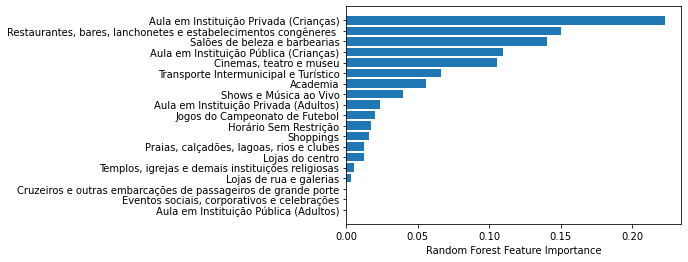 Aula em Instituição Privada (Crianças)
Restaurantes, bares, lanchonetes e estabelecimentos congêneres
Salões de beleza e barbearias
Aula em Instituição Pública (Crianças)
Cinemas, teatro e museu
Transporte Intermunicipal e Turístico
Academia
Shows e Música ao Vivo
Aula em Instituição Privada (Adultos)
Jogos do Campeonato de Futebol
Horário Sem Restrição
Shoppings
Praias, calçadões, lagoas, rios e clubes
Lojas do centro
Templos, igrejas e demais instituições religiosas
Lojas de rua e galerias
Cruzeiros e outras embarcações de passageiros de grande porte
Eventos sociais, corporativos e celebrações
Aula em Instituição Pública (Adultos)
0.00 0.05 0.10 0.15 0.20
Random Forest Feature Importance